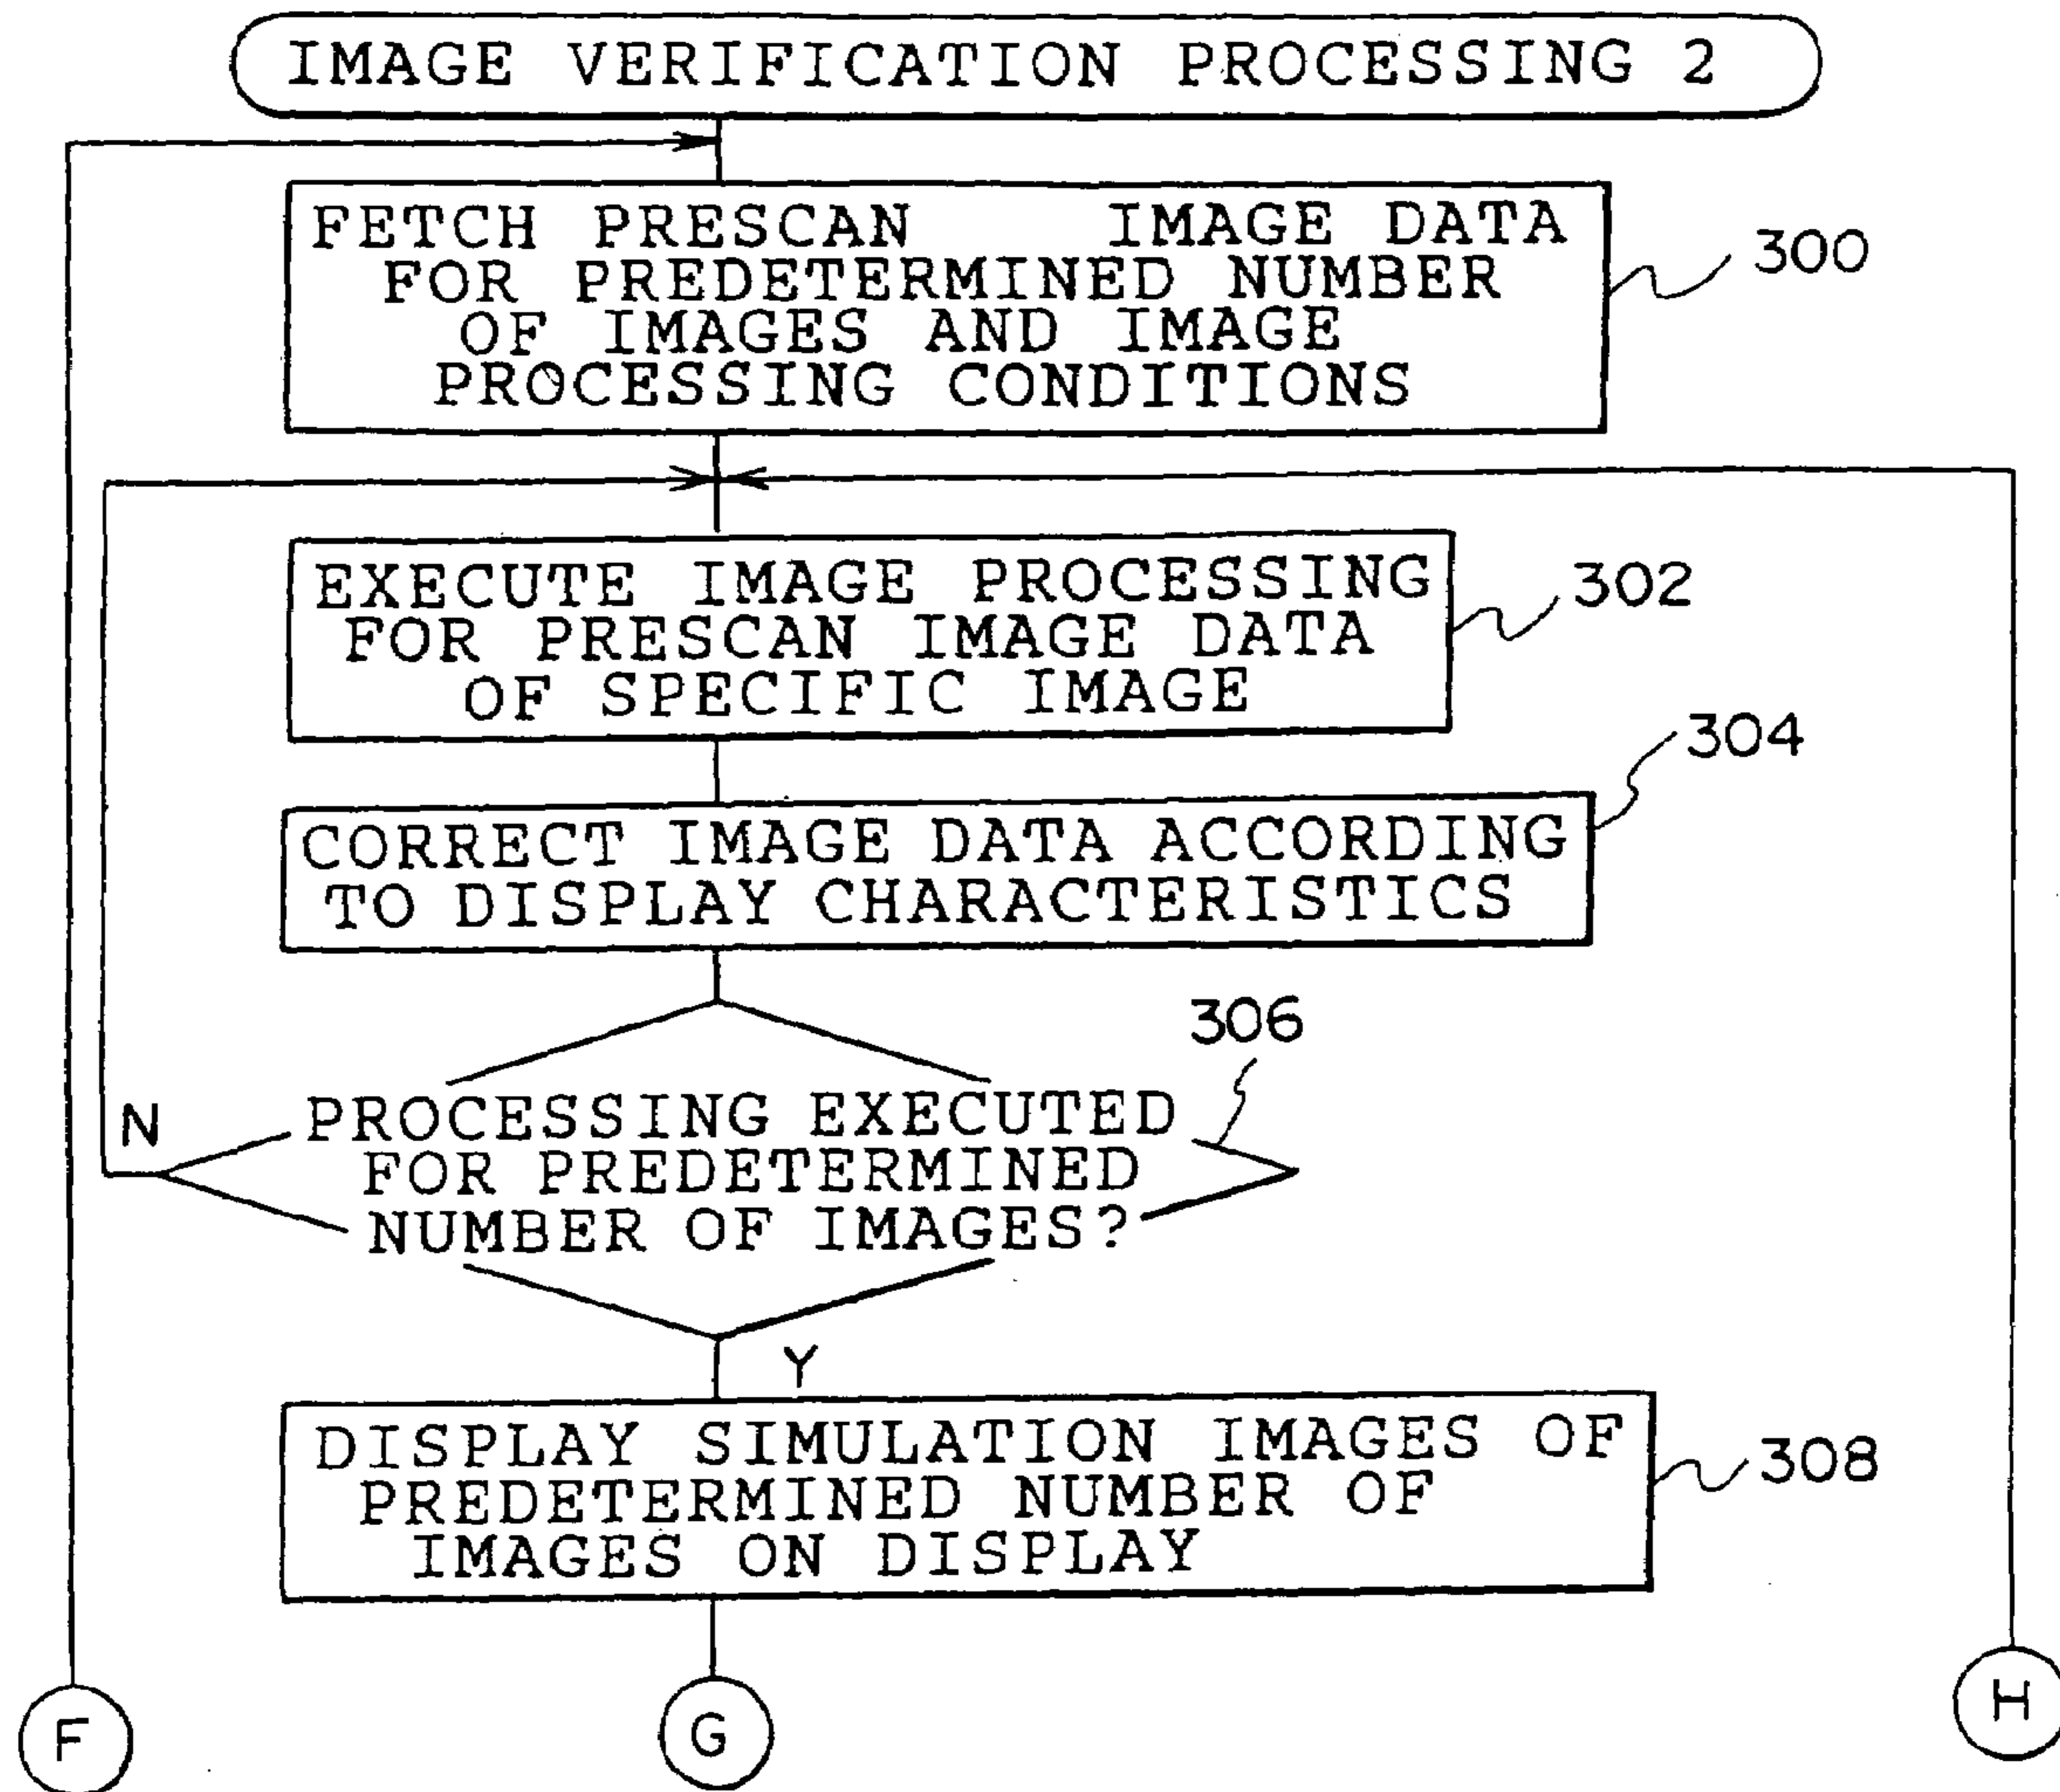 IMAGE VERIFICATION PROCESSING 2
FETCH PRESCAN IMAGE DATA
FOR PREDETERMINED NUMBER
OF IMAGES AND IMAGE
PROCESSING CONDITIONS
300
EXECUTE IMAGE PROCESSING
FOR PRESCAN IMAGE DATA
OF SPECIFIC IMAGE
302
304
CORRECT IMAGE DATA ACCORDING
TO DISPLAY CHARACTERISTICS
306
N
PROCESSING EXECUTED
FOR PREDETERMINED
NUMBER OF IMAGES?
Y
DISPLAY SIMULATION IMAGES OF
PREDETERMINED NUMBER OF
IMAGES ON DISPLAY
308
F
G
H